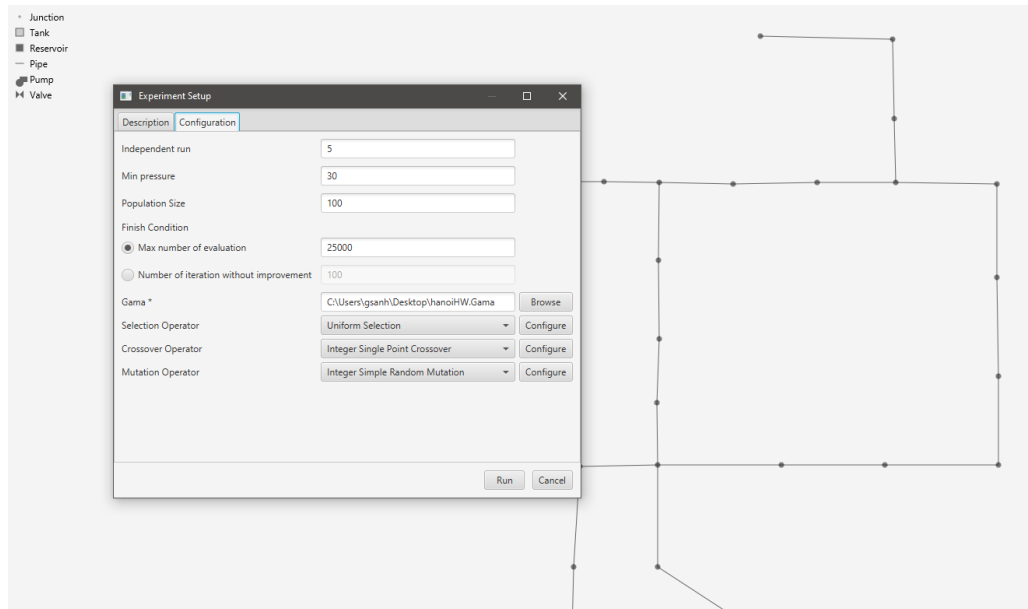 Junction
Tank
Reservoir
Pipe
Pump
Valve
Experiment Setup
Description Configuration
Independent run 5
Min pressure 30
Population Size 100
Finish Condition
Max number of evaluation 25000
Number of iteration without improvement 100
Gama * C:\Users\gsanh\Desktop\hanoiHW.Gama Browse
Selection Operator Uniform Selection Configure
Crossover Operator Integer Single Point Crossover Configure
Mutation Operator Integer Simple Random Mutation Configure
Run Cancel